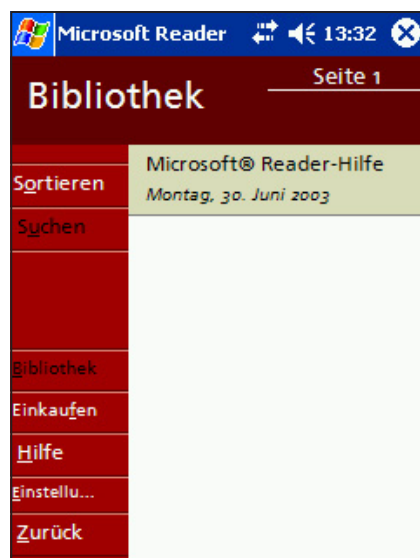 Microsoft Reader 13:32
Bibliothek
Seite 1
Sortieren
Suchen
Microsoft® Reader-Hilfe
Montag, 30. Juni 2003
Bibliothek
Einkaufen
Hilfe
Einstellu...
Zurück